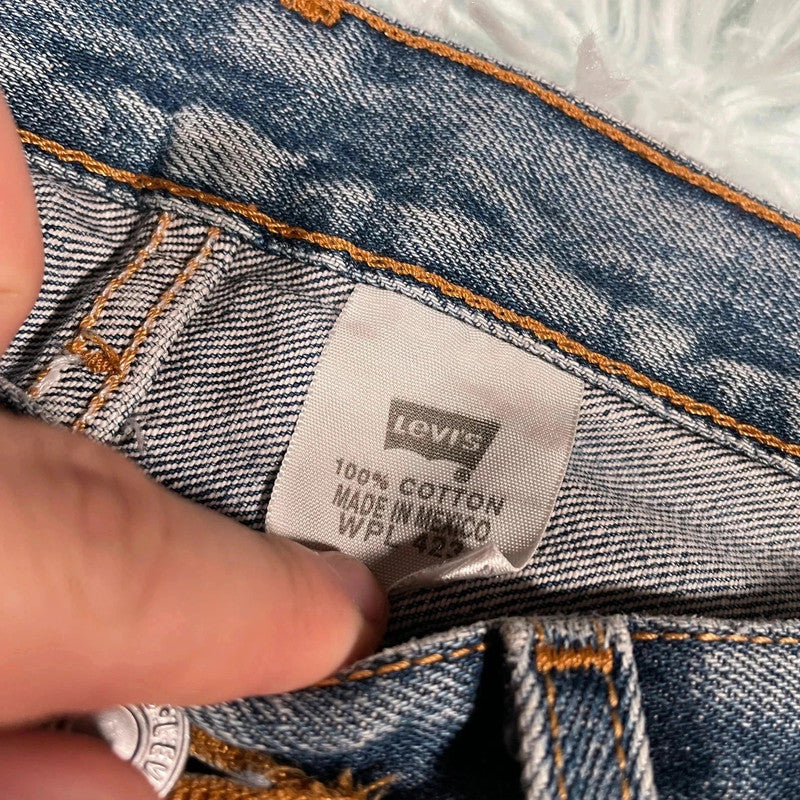 LEVI'S
100% COTTON
MADE IN MEXICO
WPL 423